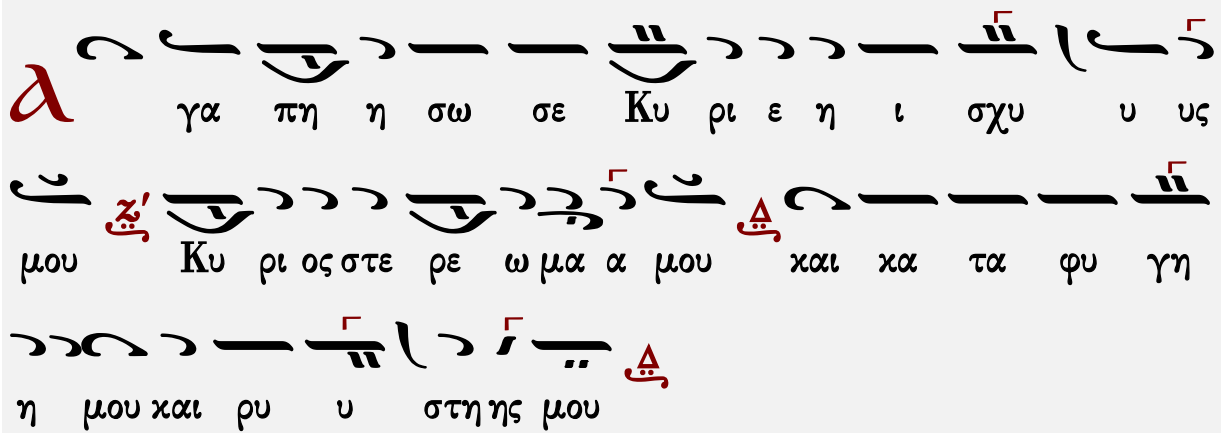 Ἀ γα πη η σω σε Κυ ρι ε η ι σχυ υ υς
μου Κυ ρι ος στε ρε ω μα α μου και κα τα φυ γη
η μου και ρυ υ στη ης μου